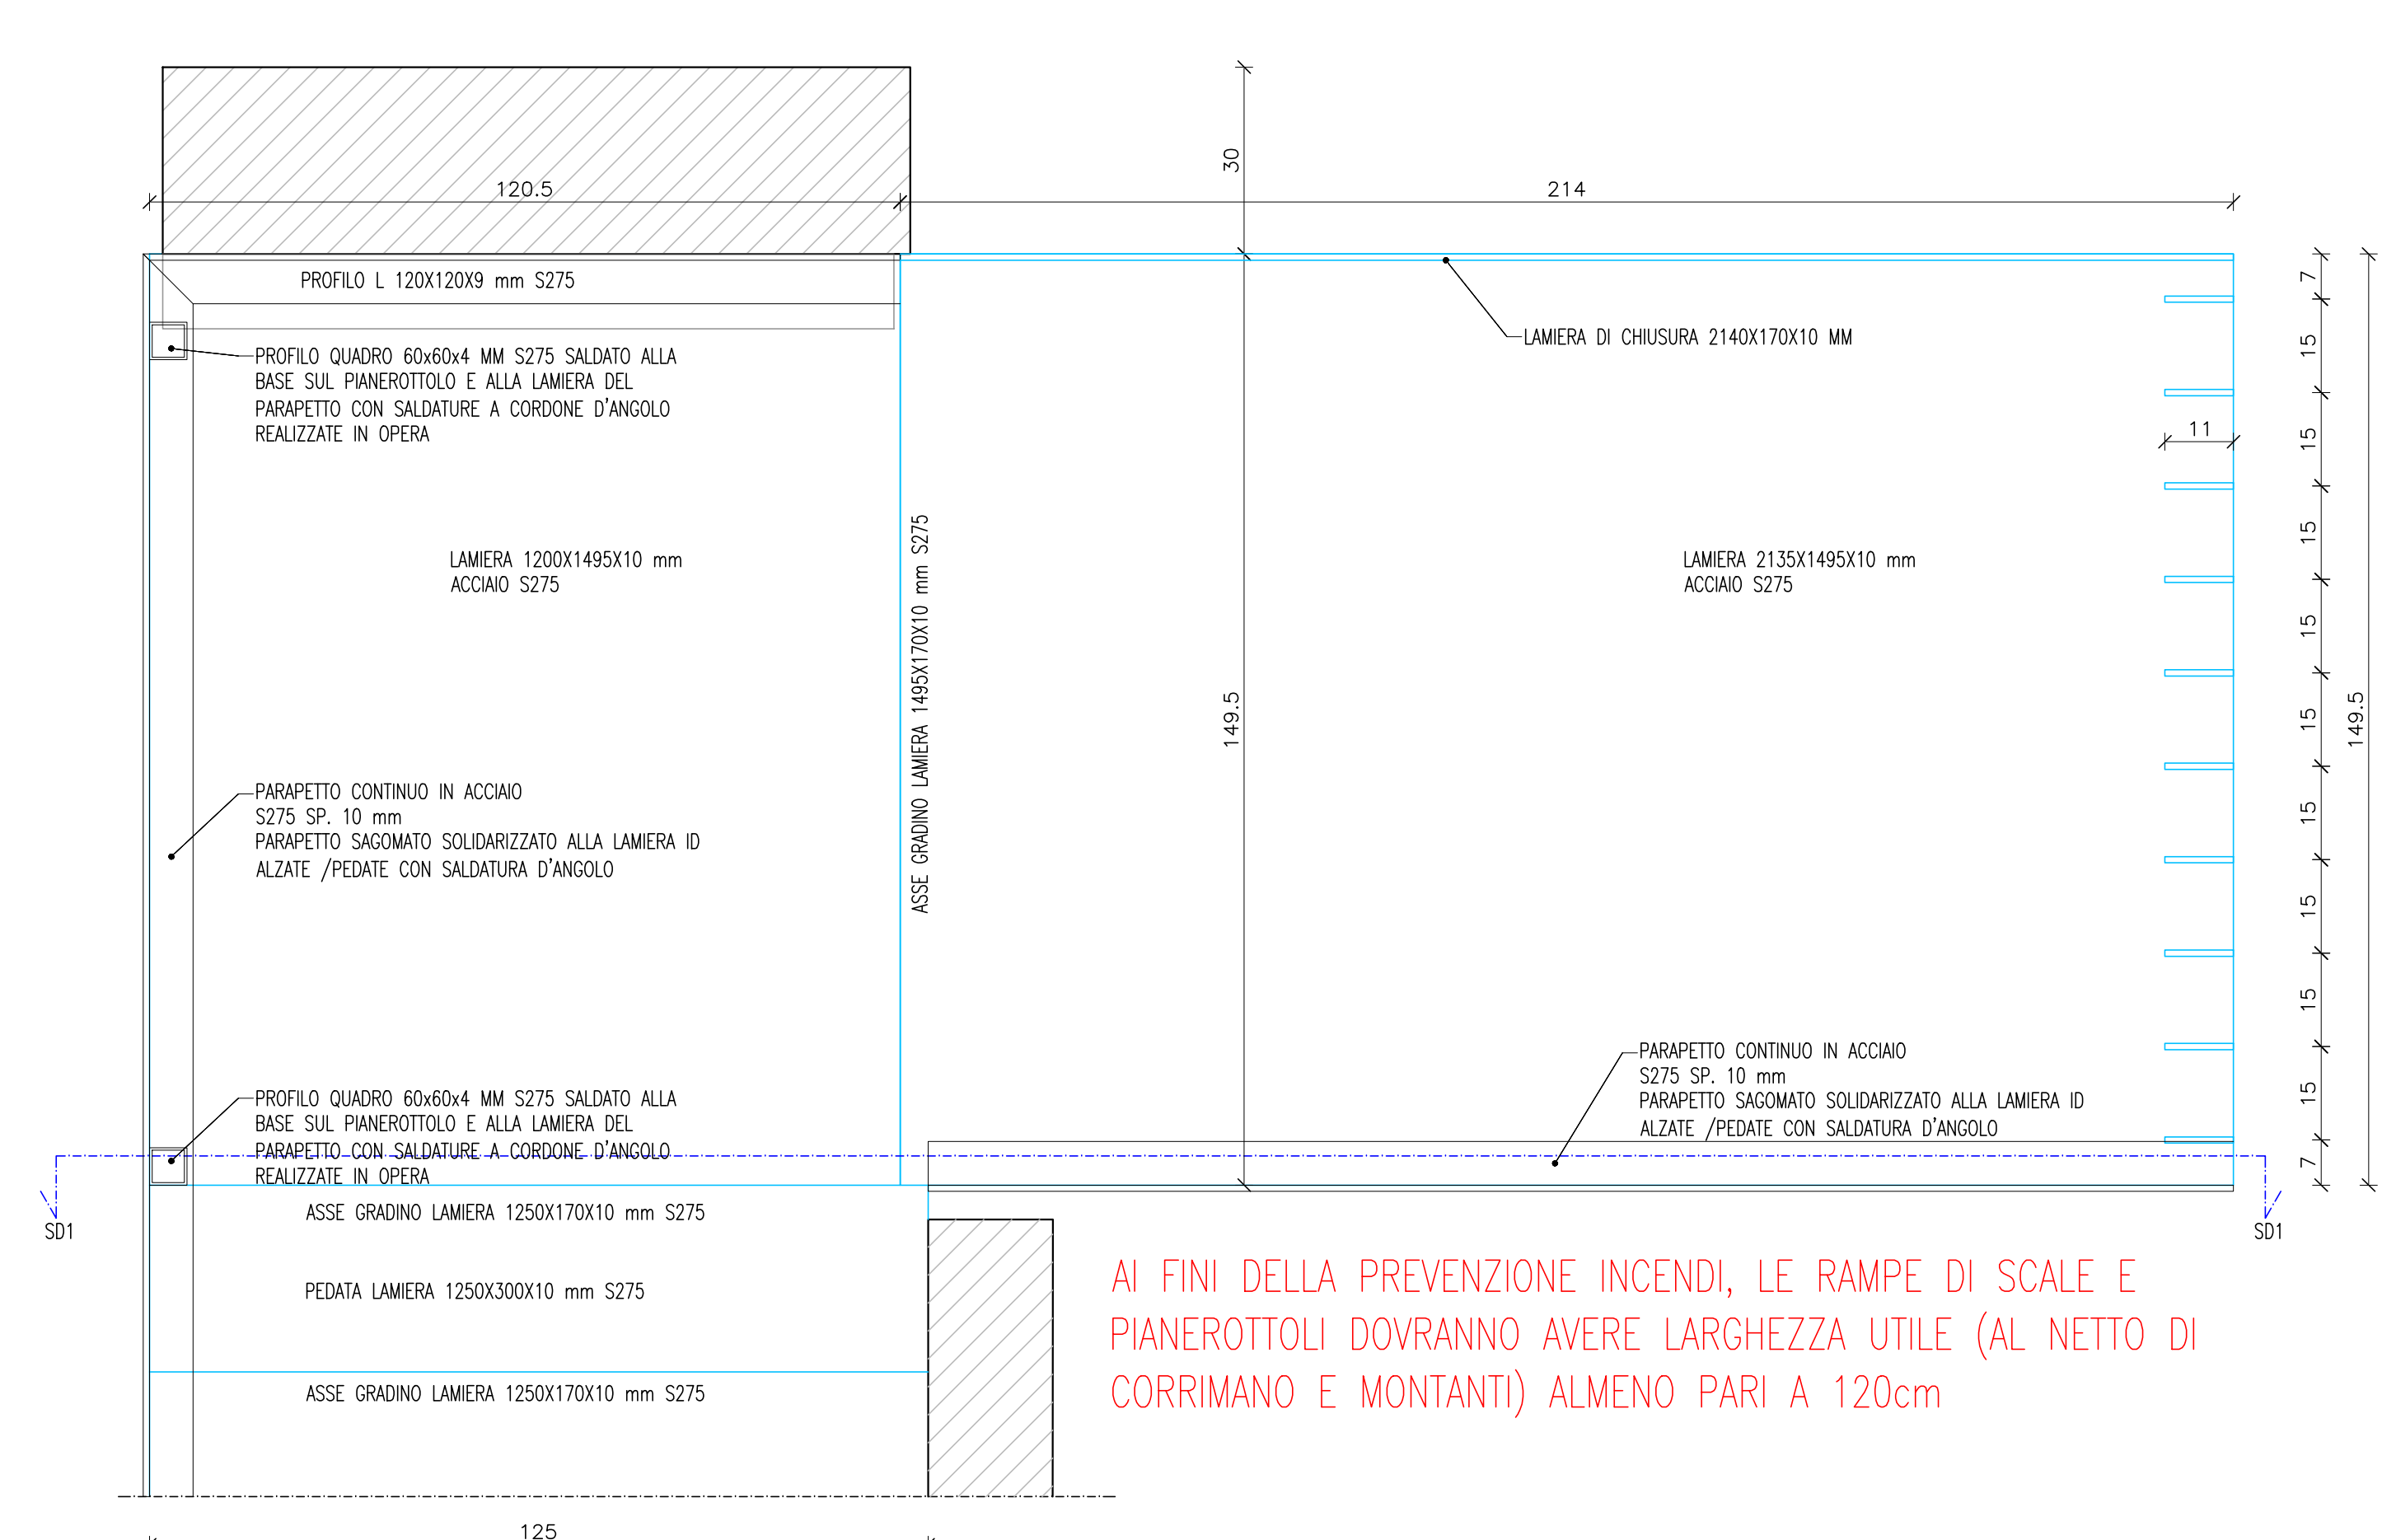 30
120.5
214
PROFILO L 120X120X9 mm S275
7
LAMIERA DI CHIUSURA 2140X170X10 MM
15
PROFILO QUADRO 60x60x4 MM S275 SALDATO ALLA
BASE SUL PIANEROTTOLO E ALLA LAMIERA DEL
PARAPETTO CON SALDATURE A CORDONE D'ANGOLO
REALIZZATE IN OPERA
11
15
15
LAMIERA 1200X1495X10 mm
ACCIAIO S275
ASSE GRADINO LAMIERA 1495X170X10 mm S275
LAMIERA 2135X1495X10 mm
ACCIAIO S275
15
149.5
15
149.5
15
PARAPETTO CONTINUO IN ACCIAIO
S275 SP. 10 mm
PARAPETTO SAGOMATO SOLIDARIZZATO ALLA LAMIERA ID
ALZATE /PEDATE CON SALDATURA D'ANGOLO
15
15
PARAPETTO CONTINUO IN ACCIAIO
S275 SP. 10 mm
PARAPETTO SAGOMATO SOLIDARIZZATO ALLA LAMIERA ID
ALZATE /PEDATE CON SALDATURA D'ANGOLO
15
PROFILO QUADRO 60x60x4 MM S275 SALDATO ALLA
BASE SUL PIANEROTTOLO E ALLA LAMIERA DEL
PARAPETTO CON SALDATURE A CORDONE D'ANGOLO
REALIZZATE IN OPERA
7
ASSE GRADINO LAMIERA 1250X170X10 mm S275
SD1
SD1
PEDATA LAMIERA 1250X300X10 mm S275
AI FINI DELLA PREVENZIONE INCENDI, LE RAMPE DI SCALE E
PIANEROTTOLI DOVRANNO AVERE LARGHEZZA UTILE (AL NETTO DI
CORRIMANO E MONTANTI) ALMENO PARI A 120cm
ASSE GRADINO LAMIERA 1250X170X10 mm S275
125